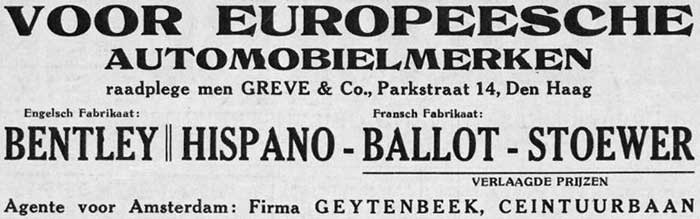 VOOR EUROPEESCHE
AUTOMOBIELMERKEN
raadplege men GREVE & Co., Parkstraat 14, Den Haag
Engelsch Fabrikaat: Fransch Fabrikaat:
BENTLEY || HISPANO - BALLOT - STOEWER
VERLAAGDE PRIJZEN
Agente voor Amsterdam: Firma GEYTENBEEK, CEINTUURBAAN